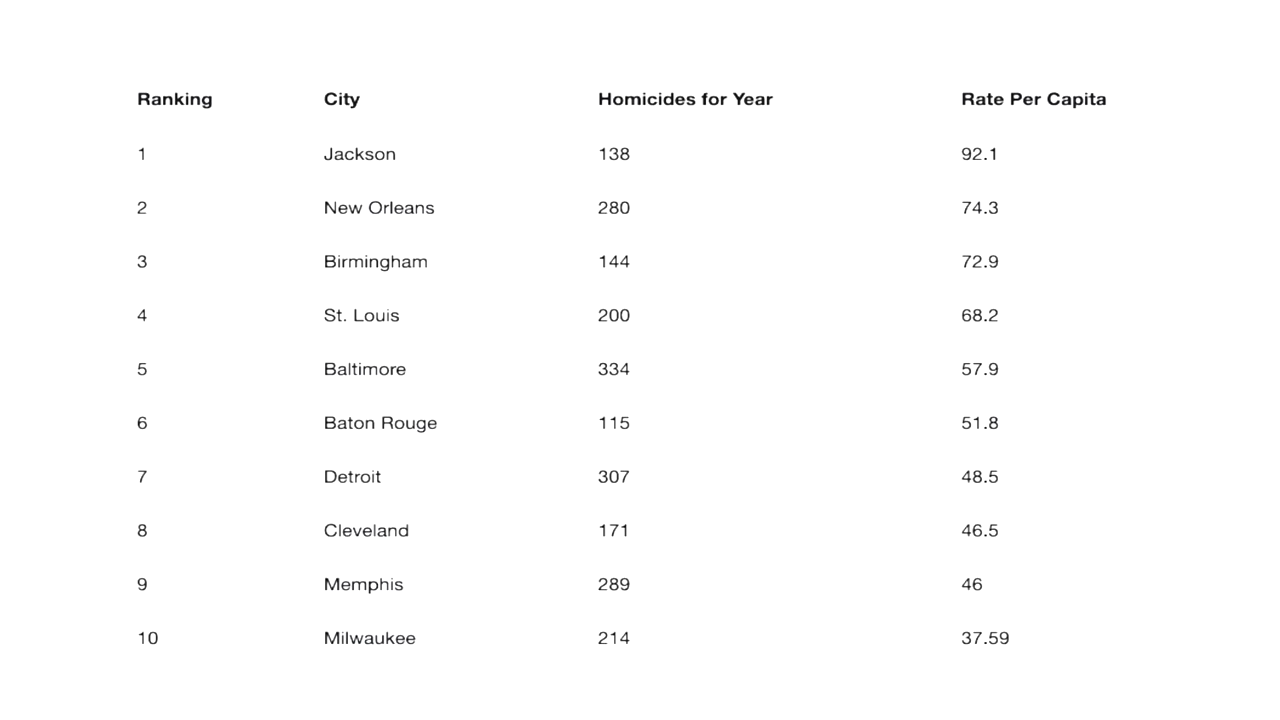 Ranking City Homicides for Year Rate Per Capita
1 Jackson 138 92.1
2 New Orleans 280 74.3
3 Birmingham 144 72.9
4 St. Louis 200 68.2
5 Baltimore 334 57.9
6 Baton Rouge 115 51.8
7 Detroit 307 48.5
8 Cleveland 171 46.5
9 Memphis 289 46
10 Milwaukee 214 37.59